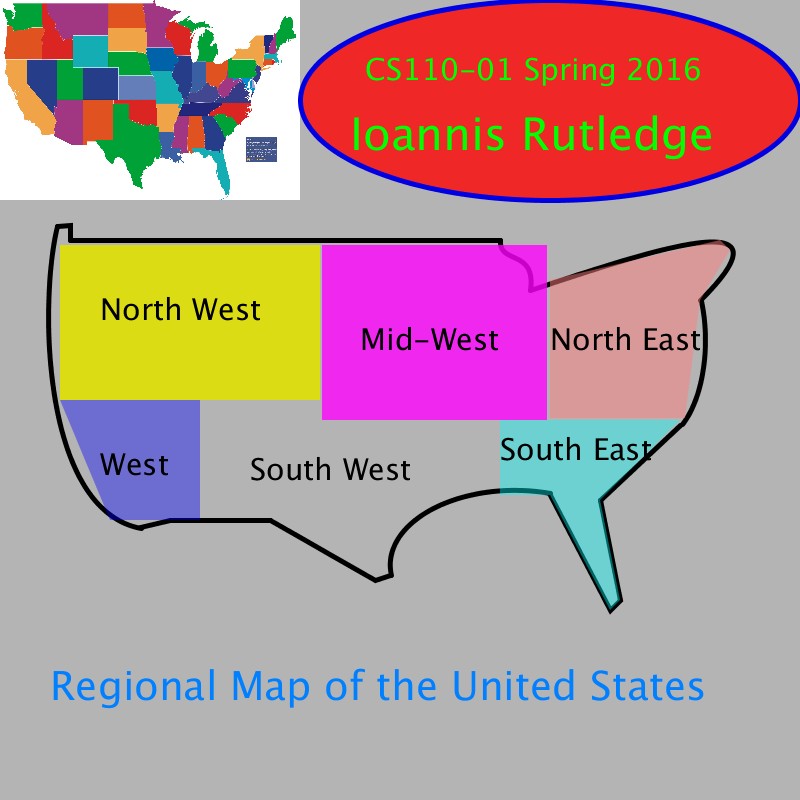 CS110-01 Spring 2016
Ioannis Rutledge
North West
Mid-West
North East
West
South West
South East
Regional Map of the United States